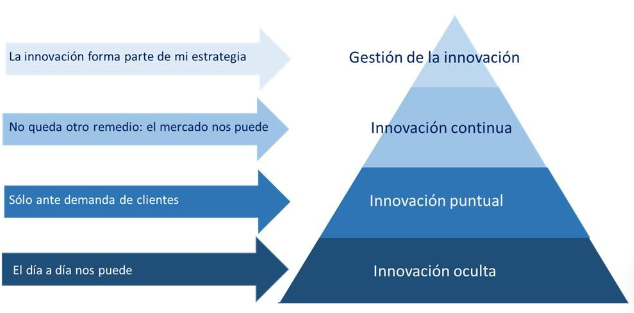 La innovación forma parte de mi estrategia
Gestión de la innovación
No queda otro remedio: el mercado nos puede
Innovación continua
Sólo ante demanda de clientes
Innovación puntual
El día a día nos puede
Innovación oculta